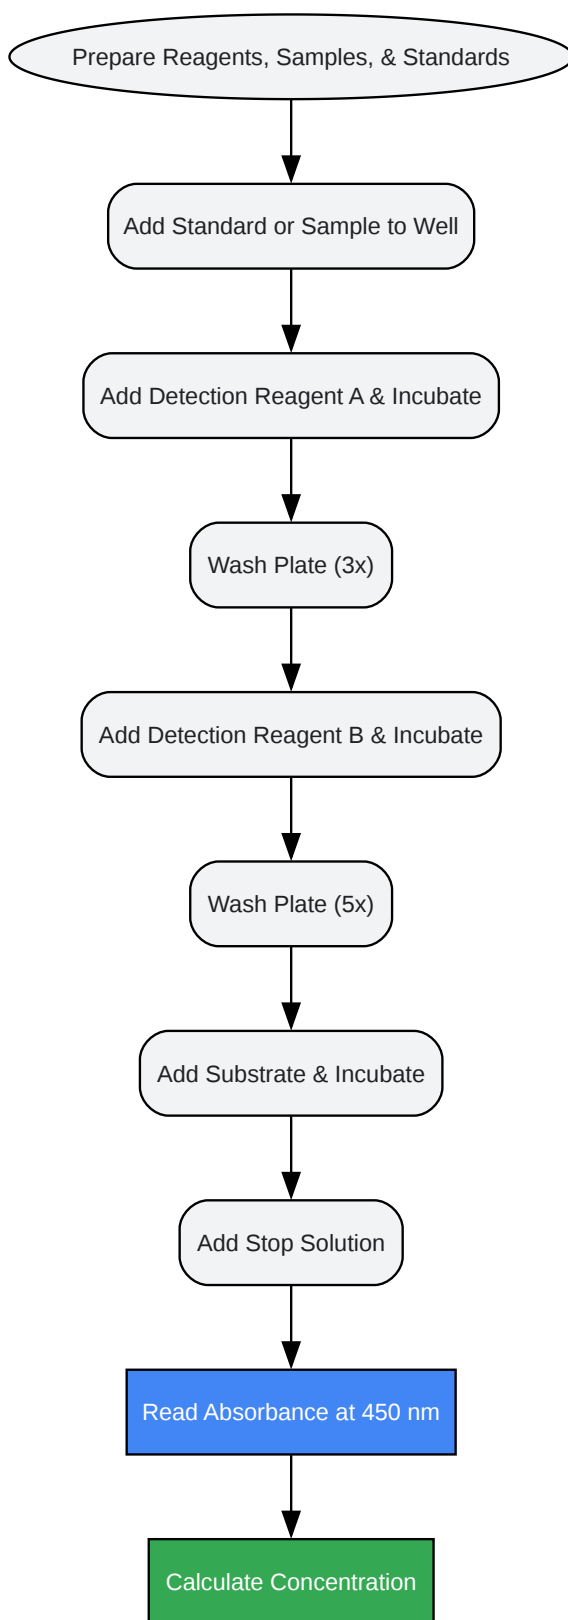 Prepare Reagents, Samples, & Standards
Add Standard or Sample to Well
Add Detection Reagent A & Incubate
Wash Plate (3x)
Add Detection Reagent B & Incubate
Wash Plate (5x)
Add Substrate & Incubate
Add Stop Solution
Read Absorbance at 450 nm
Calculate Concentration